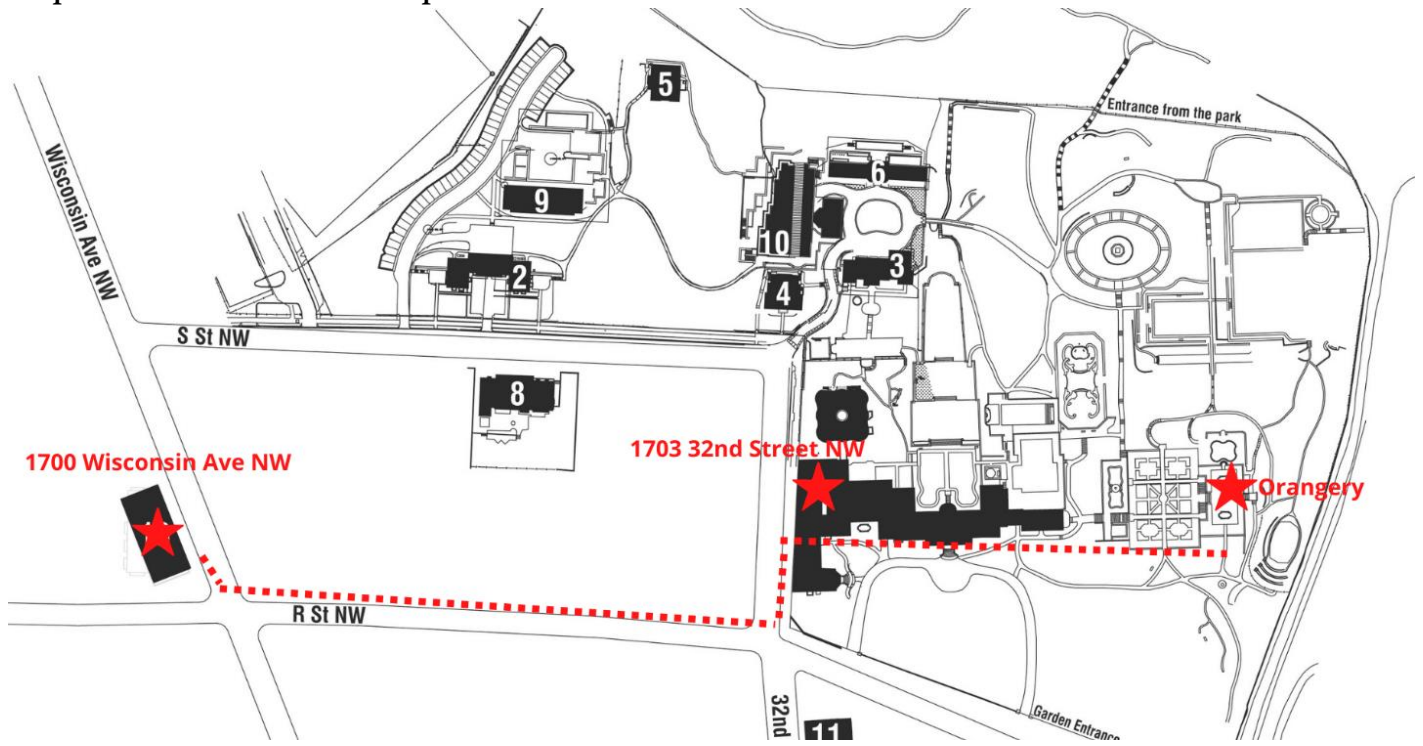 5
Entrance from the park
Wisconsin Ave NW
6
9
10
3
2
4
S St NW
8
1703 32nd Street NW
1700 Wisconsin Ave NW
Orangery
R St NW
32nd
Garden Entrance
11